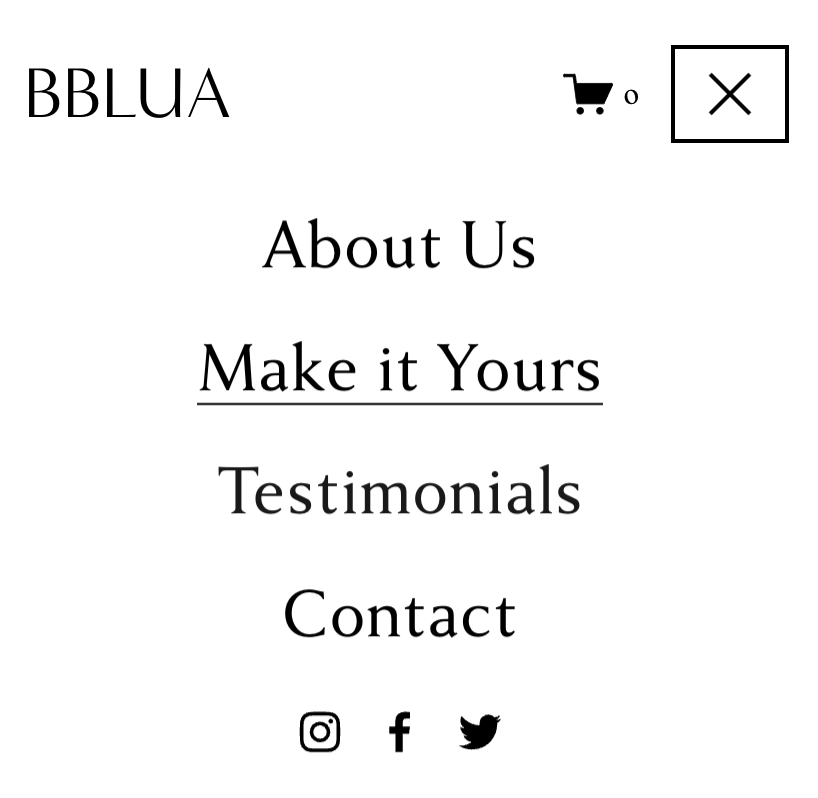 BBLUA
0
About Us
Make it Yours
Testimonials
Contact